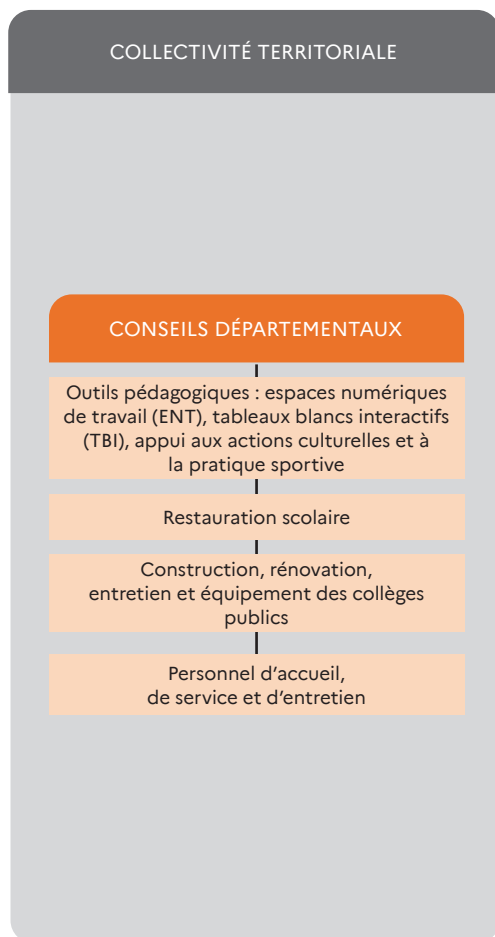 COLLECTIVITÉ TERRITORIALE
CONSEILS DÉPARTEMENTAUX
Outils pédagogiques : espaces numériques
de travail (ENT), tableaux blancs interactifs
(TBI), appui aux actions culturelles et à
la pratique sportive
Restauration scolaire
Construction, rénovation,
entretien et équipement des collèges
publics
Personnel d’accueil,
de service et d’entretien